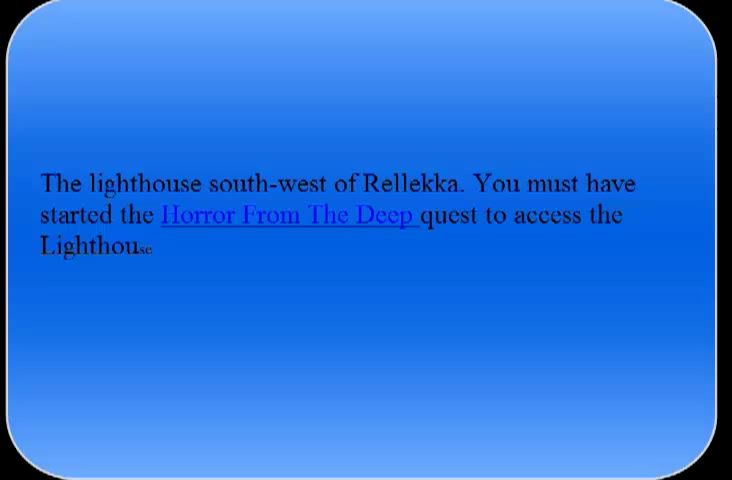 The lighthouse south-west of Rellekka. You must have
started the Horror From The Deep quest to access the
Lighthouse